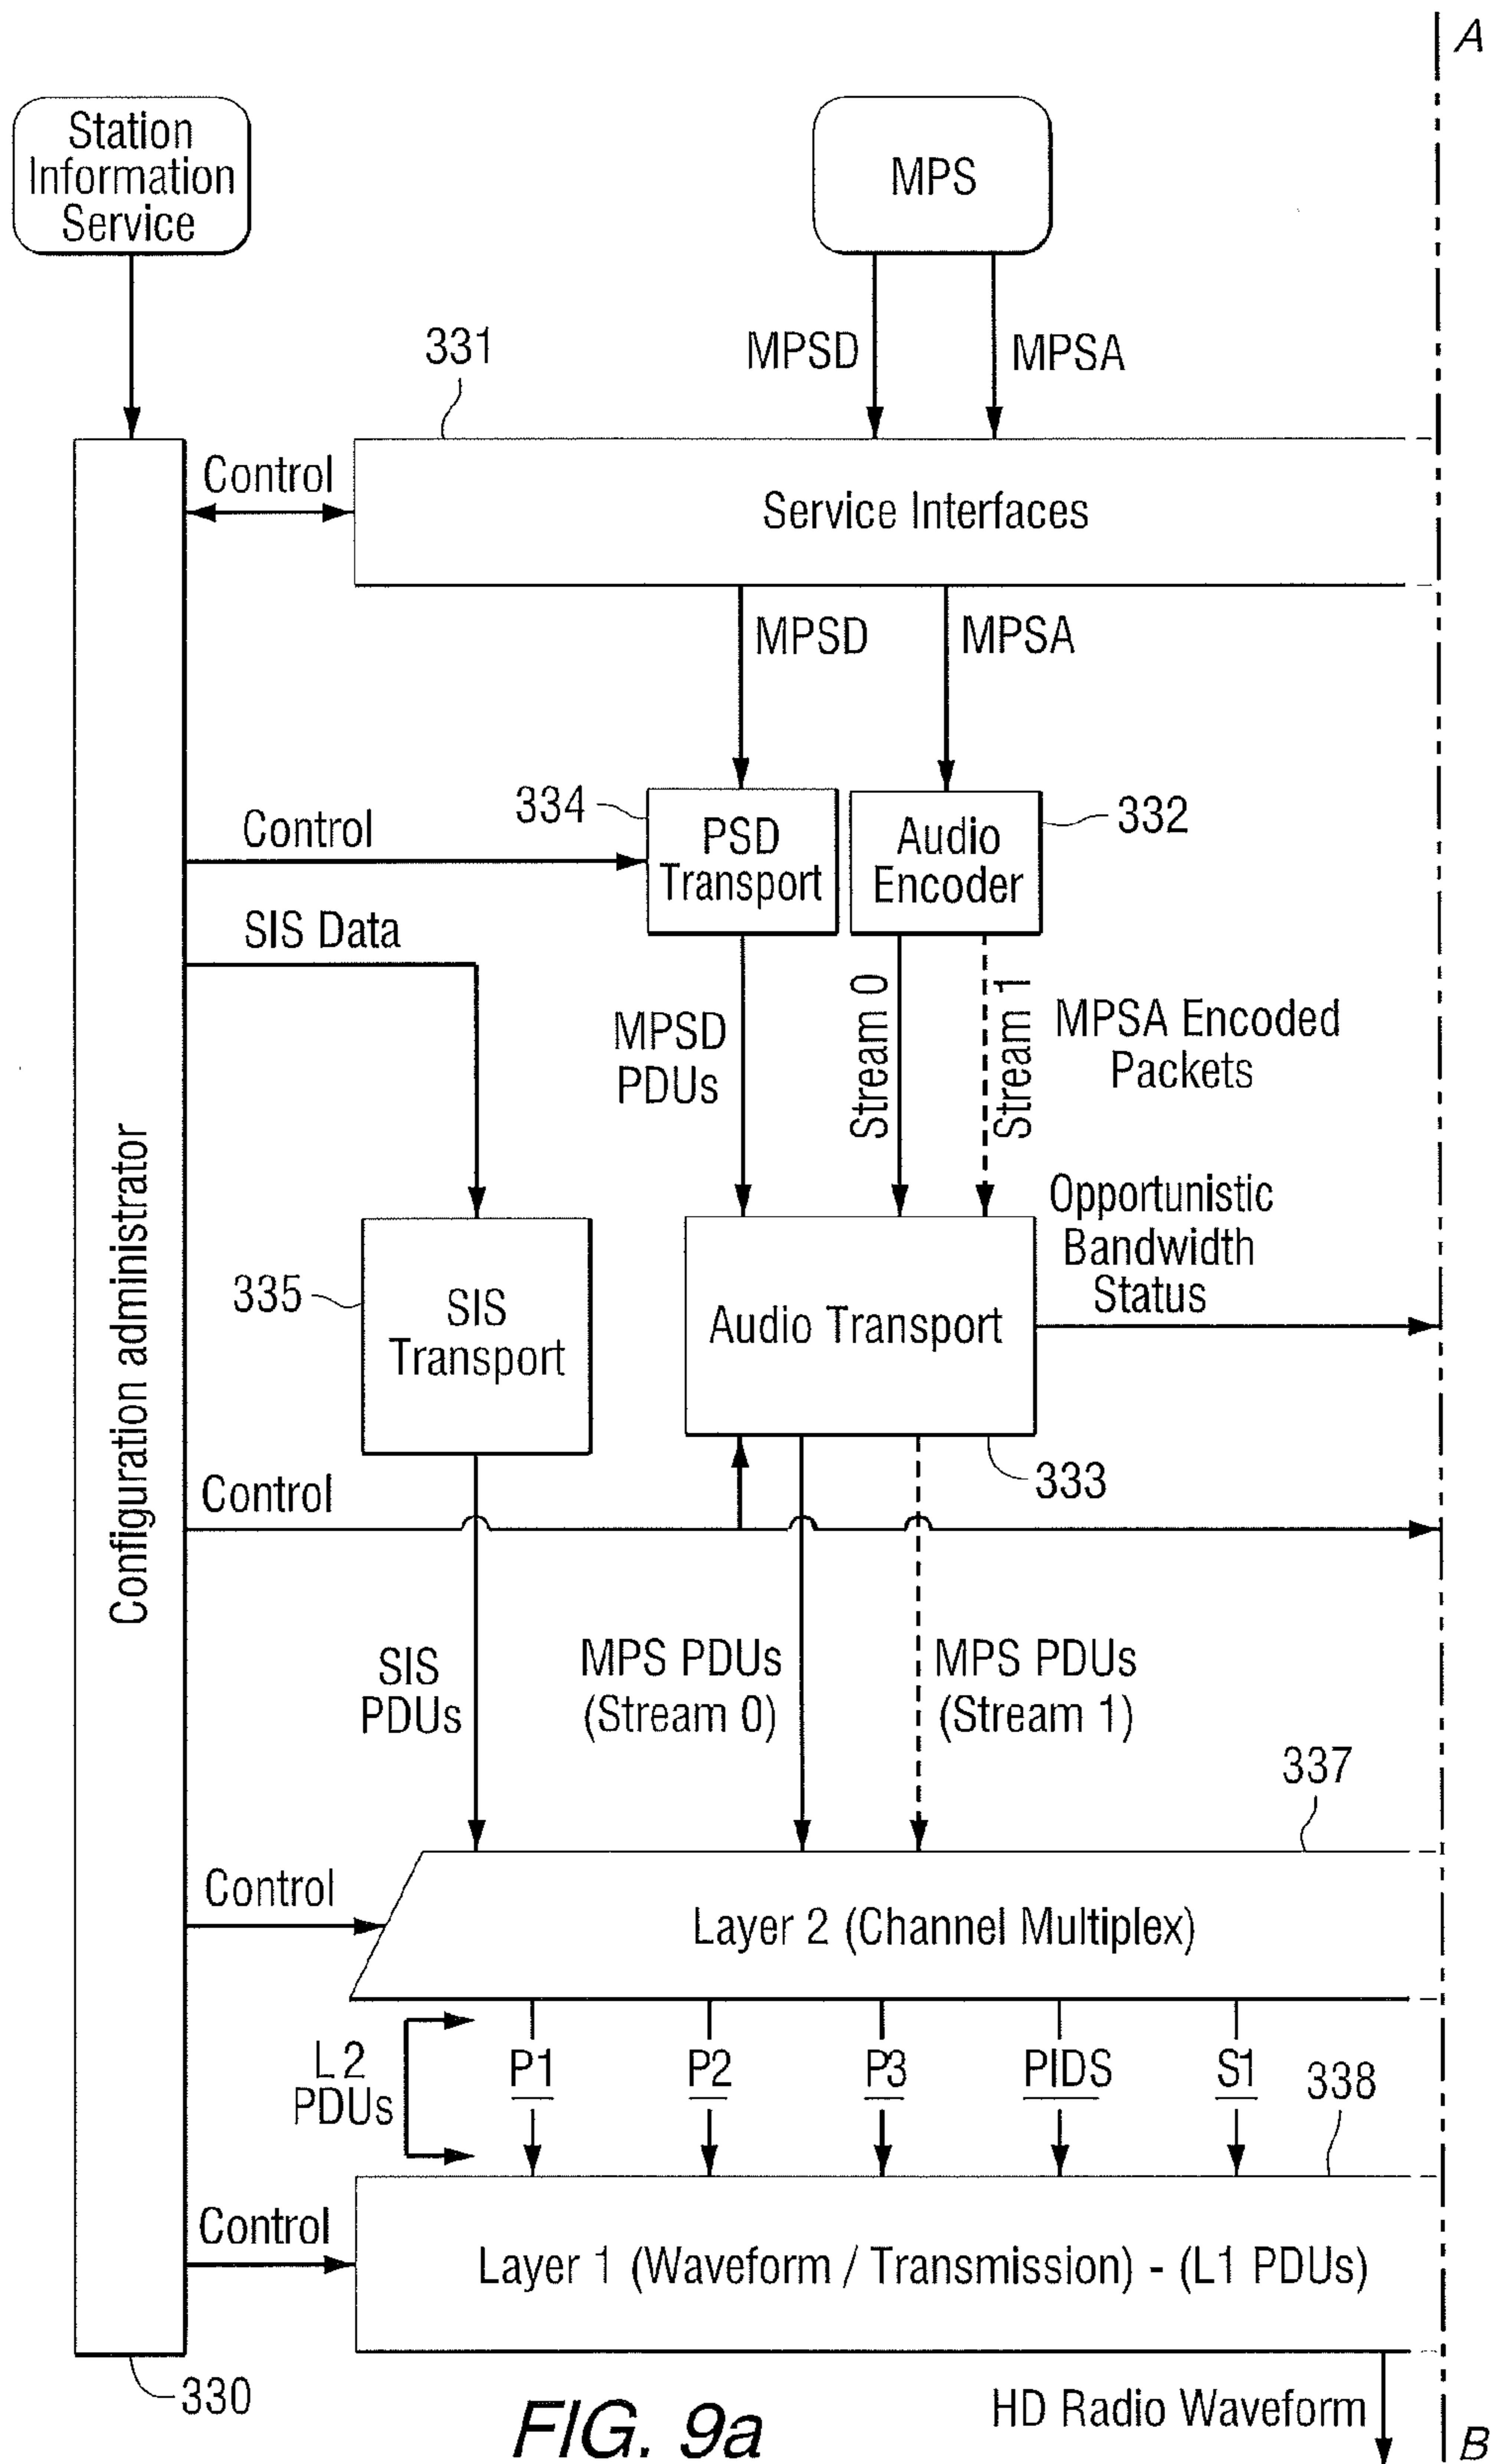 A
Station
Information
Service
MPS
331
MPSD
MPSA
Control
Service Interfaces
MPSD
MPSA
334
PSD
Transport
Audio
Encoder
332
Control
SIS Data
MPSD
PDUs
Stream 0
Stream 1
MPSA Encoded
Packets
Configuration administrator
Opportunistic
Bandwidth
Status
335
SIS
Transport
Audio Transport
333
Control
SIS
PDUs
MPS PDUs
(Stream 0)
MPS PDUs
(Stream 1)
337
Control
Layer 2 (Channel Multiplex)
L2
PDUs
P1
P2
P3
PIDS
S1
338
Control
Layer 1 (Waveform / Transmission) - (L1 PDUs)
330
HD Radio Waveform
FIG. 9a
B